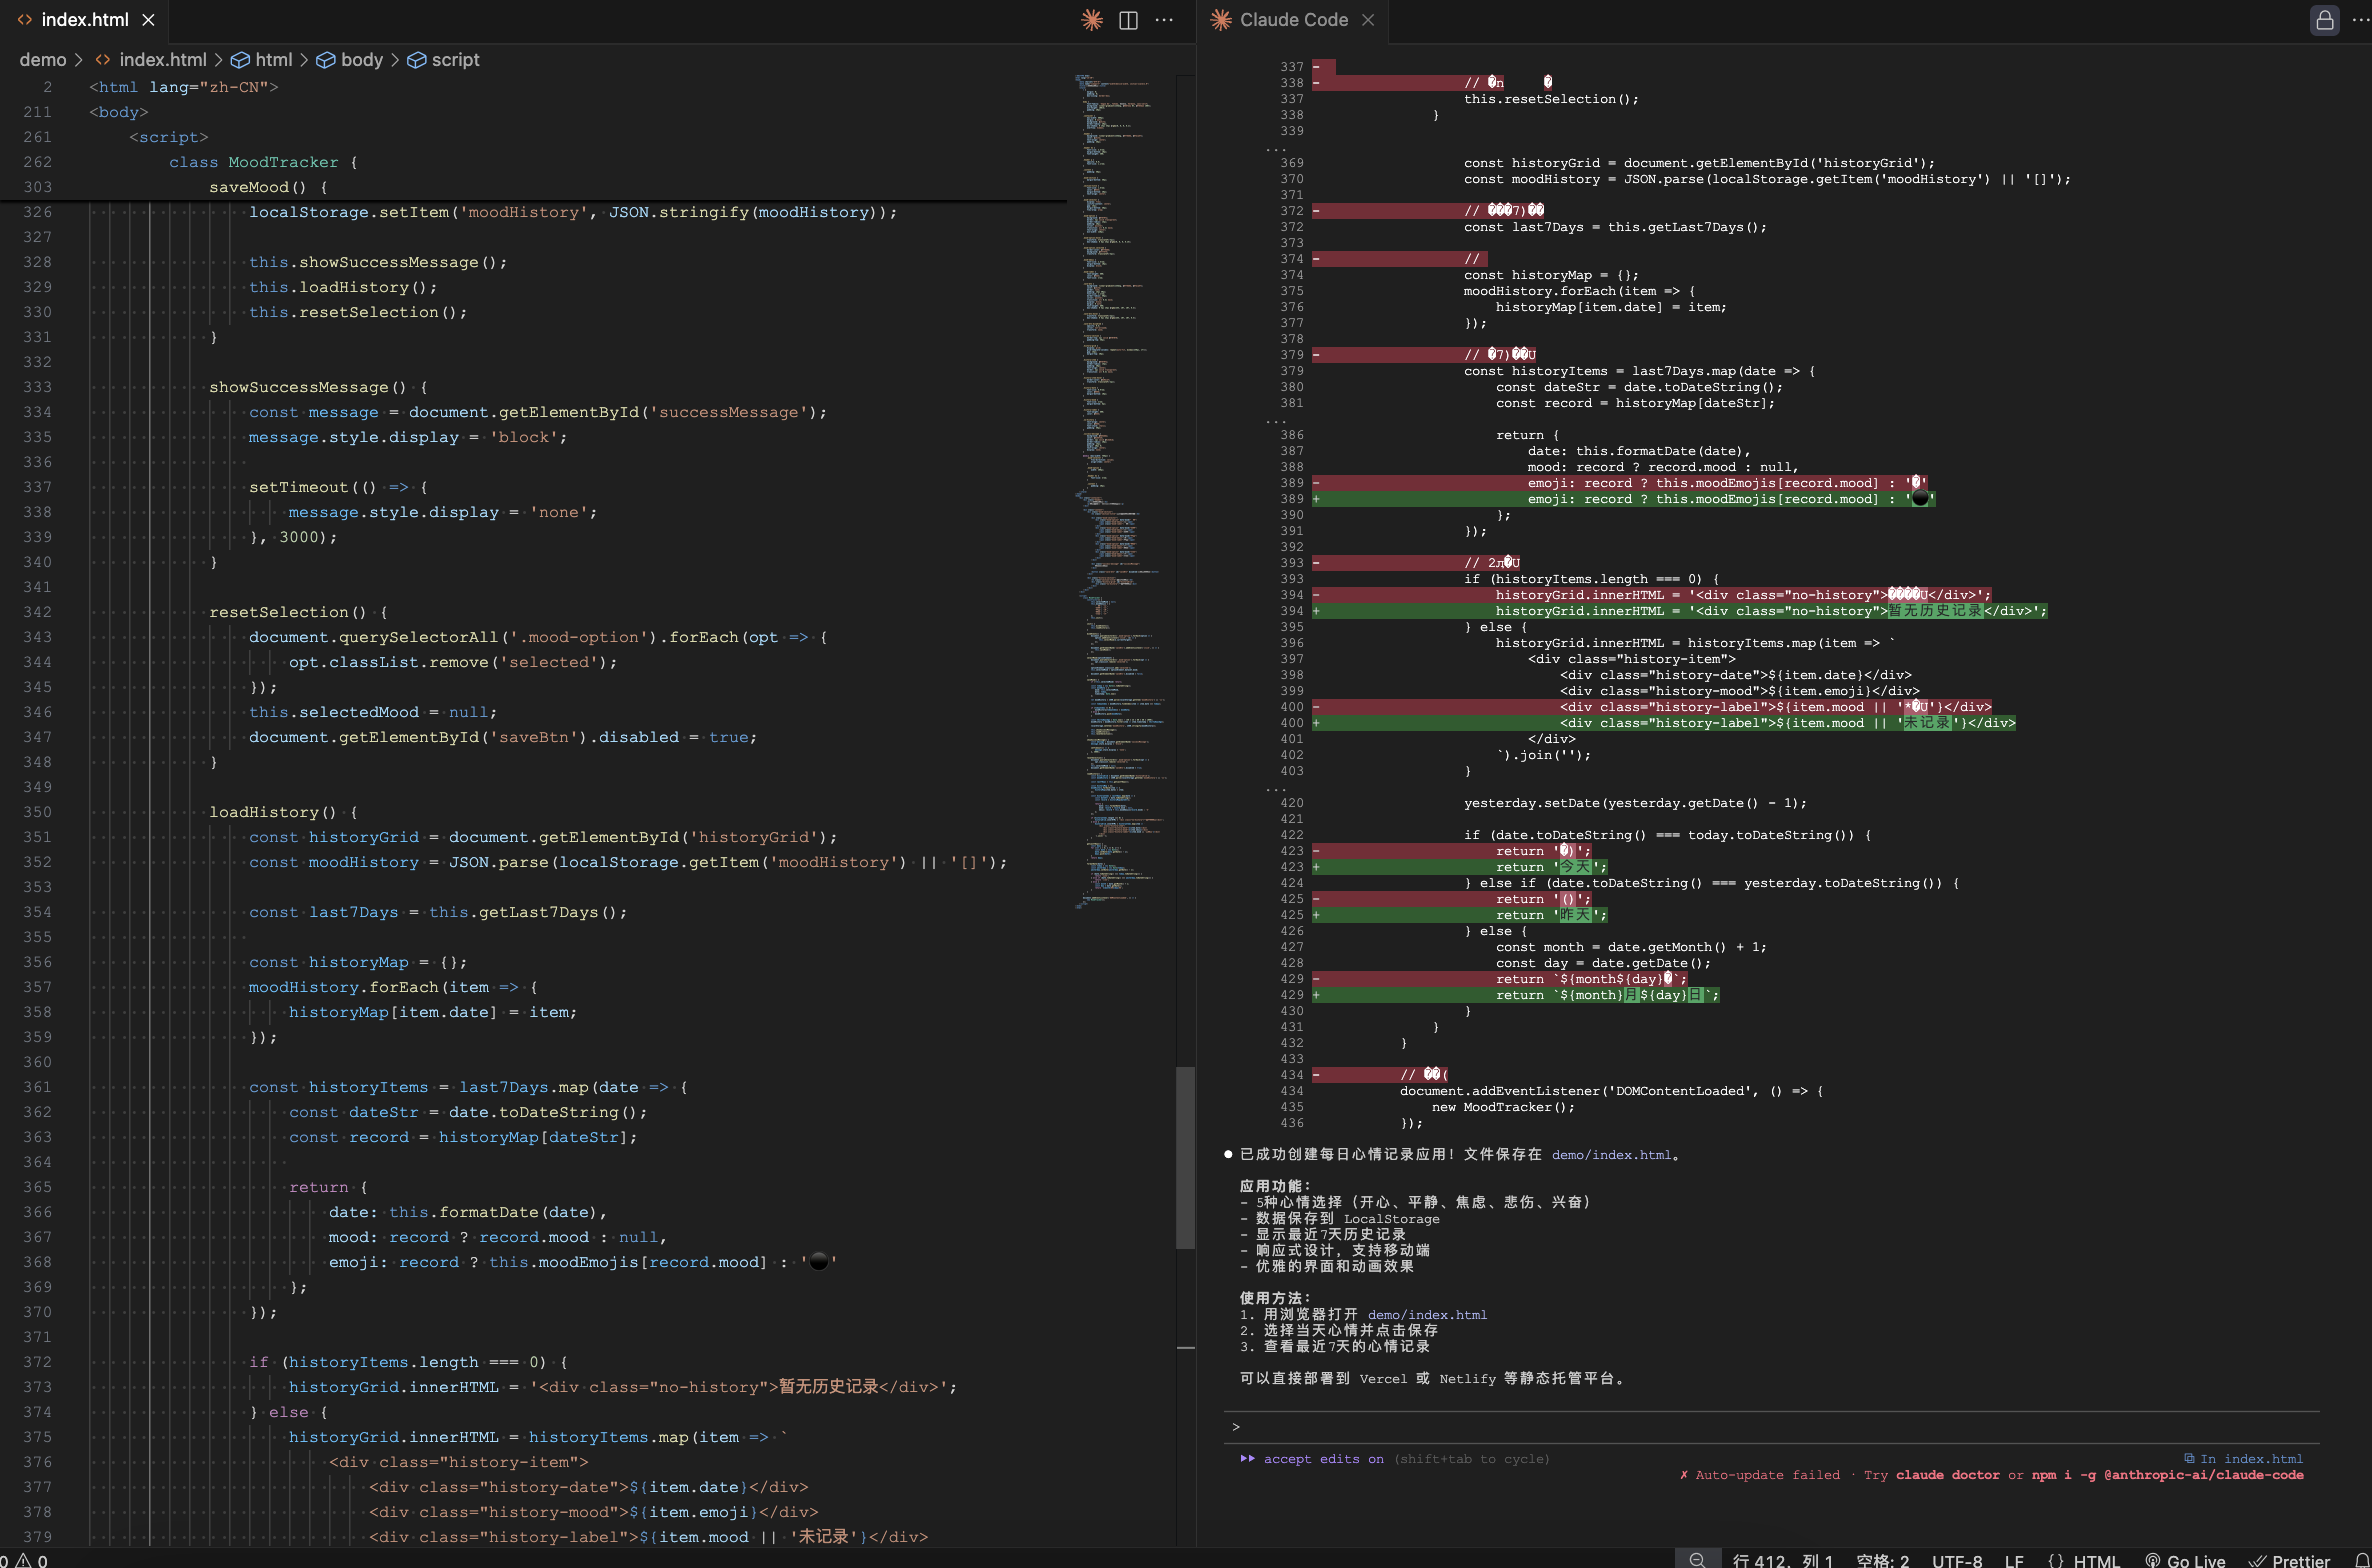 index.html
demo > index.html > html > body > script
2 <html lang="zh-CN">
211 <body>
261 <script>
262 class MoodTracker {
303 saveMood() {
326 localStorage.setItem('moodHistory', JSON.stringify(moodHistory));
327
328 this.showSuccessMessage();
329 this.loadHistory();
330 this.resetSelection();
331 }
332
333 showSuccessMessage() {
334 const message = document.getElementById('successMessage');
335 message.style.display = 'block';
336
337 setTimeout(() => {
338 message.style.display = 'none';
339 }, 3000);
340 }
341
342 resetSelection() {
343 document.querySelectorAll('.mood-option').forEach(opt => {
344 opt.classList.remove('selected');
345 });
346 this.selectedMood = null;
347 document.getElementById('saveBtn').disabled = true;
348 }
349
350 loadHistory() {
351 const historyGrid = document.getElementById('historyGrid');
352 const moodHistory = JSON.parse(localStorage.getItem('moodHistory') || '[]');
353
354 const last7Days = this.getLast7Days();
355
356 const historyMap = {};
357 moodHistory.forEach(item => {
358 historyMap[item.date] = item;
359 });
360
361 const historyItems = last7Days.map(date => {
362 const dateStr = date.toDateString();
363 const record = historyMap[dateStr];
364
365 return {
366 date: this.formatDate(date),
367 mood: record ? record.mood : null,
368 emoji: record ? this.moodEmojis[record.mood] : '⚫'
369 };
370 });
371
372 if (historyItems.length === 0) {
373 historyGrid.innerHTML = '<div class="no-history">暂无历史记录</div>';
374 } else {
375 historyGrid.innerHTML = historyItems.map(item => `
376 <div class="history-item">
377 <div class="history-date">${item.date}</div>
378 <div class="history-mood">${item.emoji}</div>
379 <div class="history-label">${item.mood || '未记录'}</div>
Claude Code
337 -
338 - // �n �
337 this.resetSelection();
338 }
339
...
369 const historyGrid = document.getElementById('historyGrid');
370 const moodHistory = JSON.parse(localStorage.getItem('moodHistory') || '[]');
371
372 - // ���7)��
372 const last7Days = this.getLast7Days();
373
374 - //
374 const historyMap = {};
375 moodHistory.forEach(item => {
376 historyMap[item.date] = item;
377 });
378
379 - // �7)��U
379 const historyItems = last7Days.map(date => {
380 const dateStr = date.toDateString();
381 const record = historyMap[dateStr];
...
386 return {
387 date: this.formatDate(date),
388 mood: record ? record.mood : null,
389 - emoji: record ? this.moodEmojis[record.mood] : '�'
389 + emoji: record ? this.moodEmojis[record.mood] : '⚫'
390 };
391 });
392
393 - // 2л�U
393 if (historyItems.length === 0) {
394 - historyGrid.innerHTML = '<div class="no-history">����U</div>';
394 + historyGrid.innerHTML = '<div class="no-history">暂无历史记录</div>';
395 } else {
396 historyGrid.innerHTML = historyItems.map(item => `
397 <div class="history-item">
398 <div class="history-date">${item.date}</div>
399 <div class="history-mood">${item.emoji}</div>
400 - <div class="history-label">${item.mood || '*�U'}</div>
400 + <div class="history-label">${item.mood || '未记录'}</div>
401 </div>
402 `).join('');
403 }
...
420 yesterday.setDate(yesterday.getDate() - 1);
421
422 if (date.toDateString() === today.toDateString()) {
423 - return '�)';
423 + return '今天';
424 } else if (date.toDateString() === yesterday.toDateString()) {
425 - return '()';
425 + return '昨天';
426 } else {
427 const month = date.getMonth() + 1;
428 const day = date.getDate();
429 - return `${month${day}�`;
429 + return `${month}月${day}日`;
430 }
431 }
432 }
433
434 - // ��(
434 document.addEventListener('DOMContentLoaded', () => {
435 new MoodTracker();
436 });
● 已成功创建每日心情记录应用！文件保存在 demo/index.html。
应用功能：
- 5种心情选择（开心、平静、焦虑、悲伤、兴奋）
- 数据保存到 LocalStorage
- 显示最近7天历史记录
- 响应式设计，支持移动端
- 优雅的界面和动画效果
使用方法：
1. 用浏览器打开 demo/index.html
2. 选择当天心情并点击保存
3. 查看最近7天的心情记录
可以直接部署到 Vercel 或 Netlify 等静态托管平台。
>
accept edits on (shift+tab to cycle)
In index.html
✗ Auto-update failed · Try claude doctor or npm i -g @anthropic-ai/claude-code
0 0
行 412，列 1 空格: 2 UTF-8 LF {} HTML Go Live Prettier